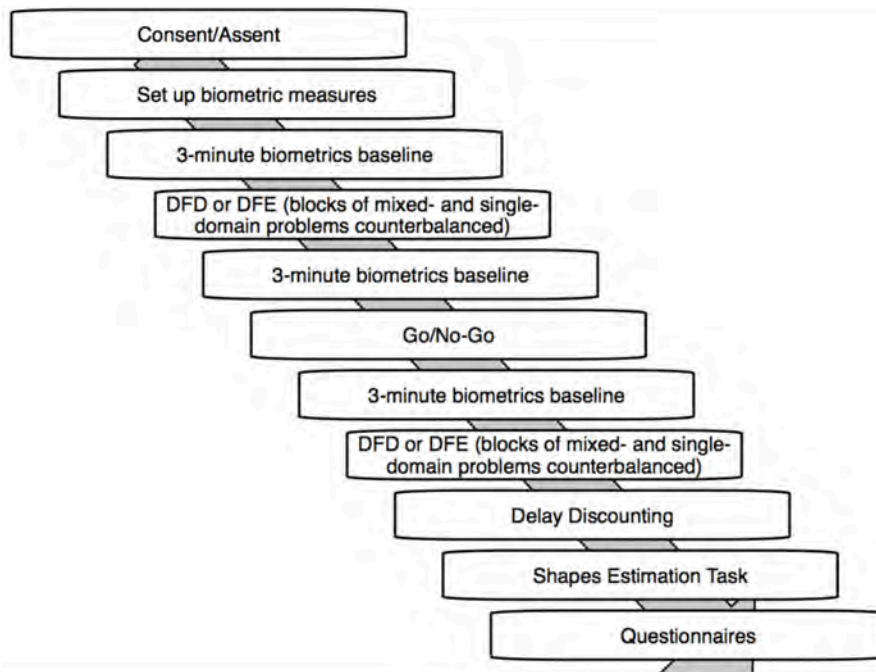 Consent/Assent
Set up biometric measures
3-minute biometrics baseline
DFD or DFE (blocks of mixed- and single-
domain problems counterbalanced)
3-minute biometrics baseline
Go/No-Go
3-minute biometrics baseline
DFD or DFE (blocks of mixed- and single-
domain problems counterbalanced)
Delay Discounting
Shapes Estimation Task
Questionnaires